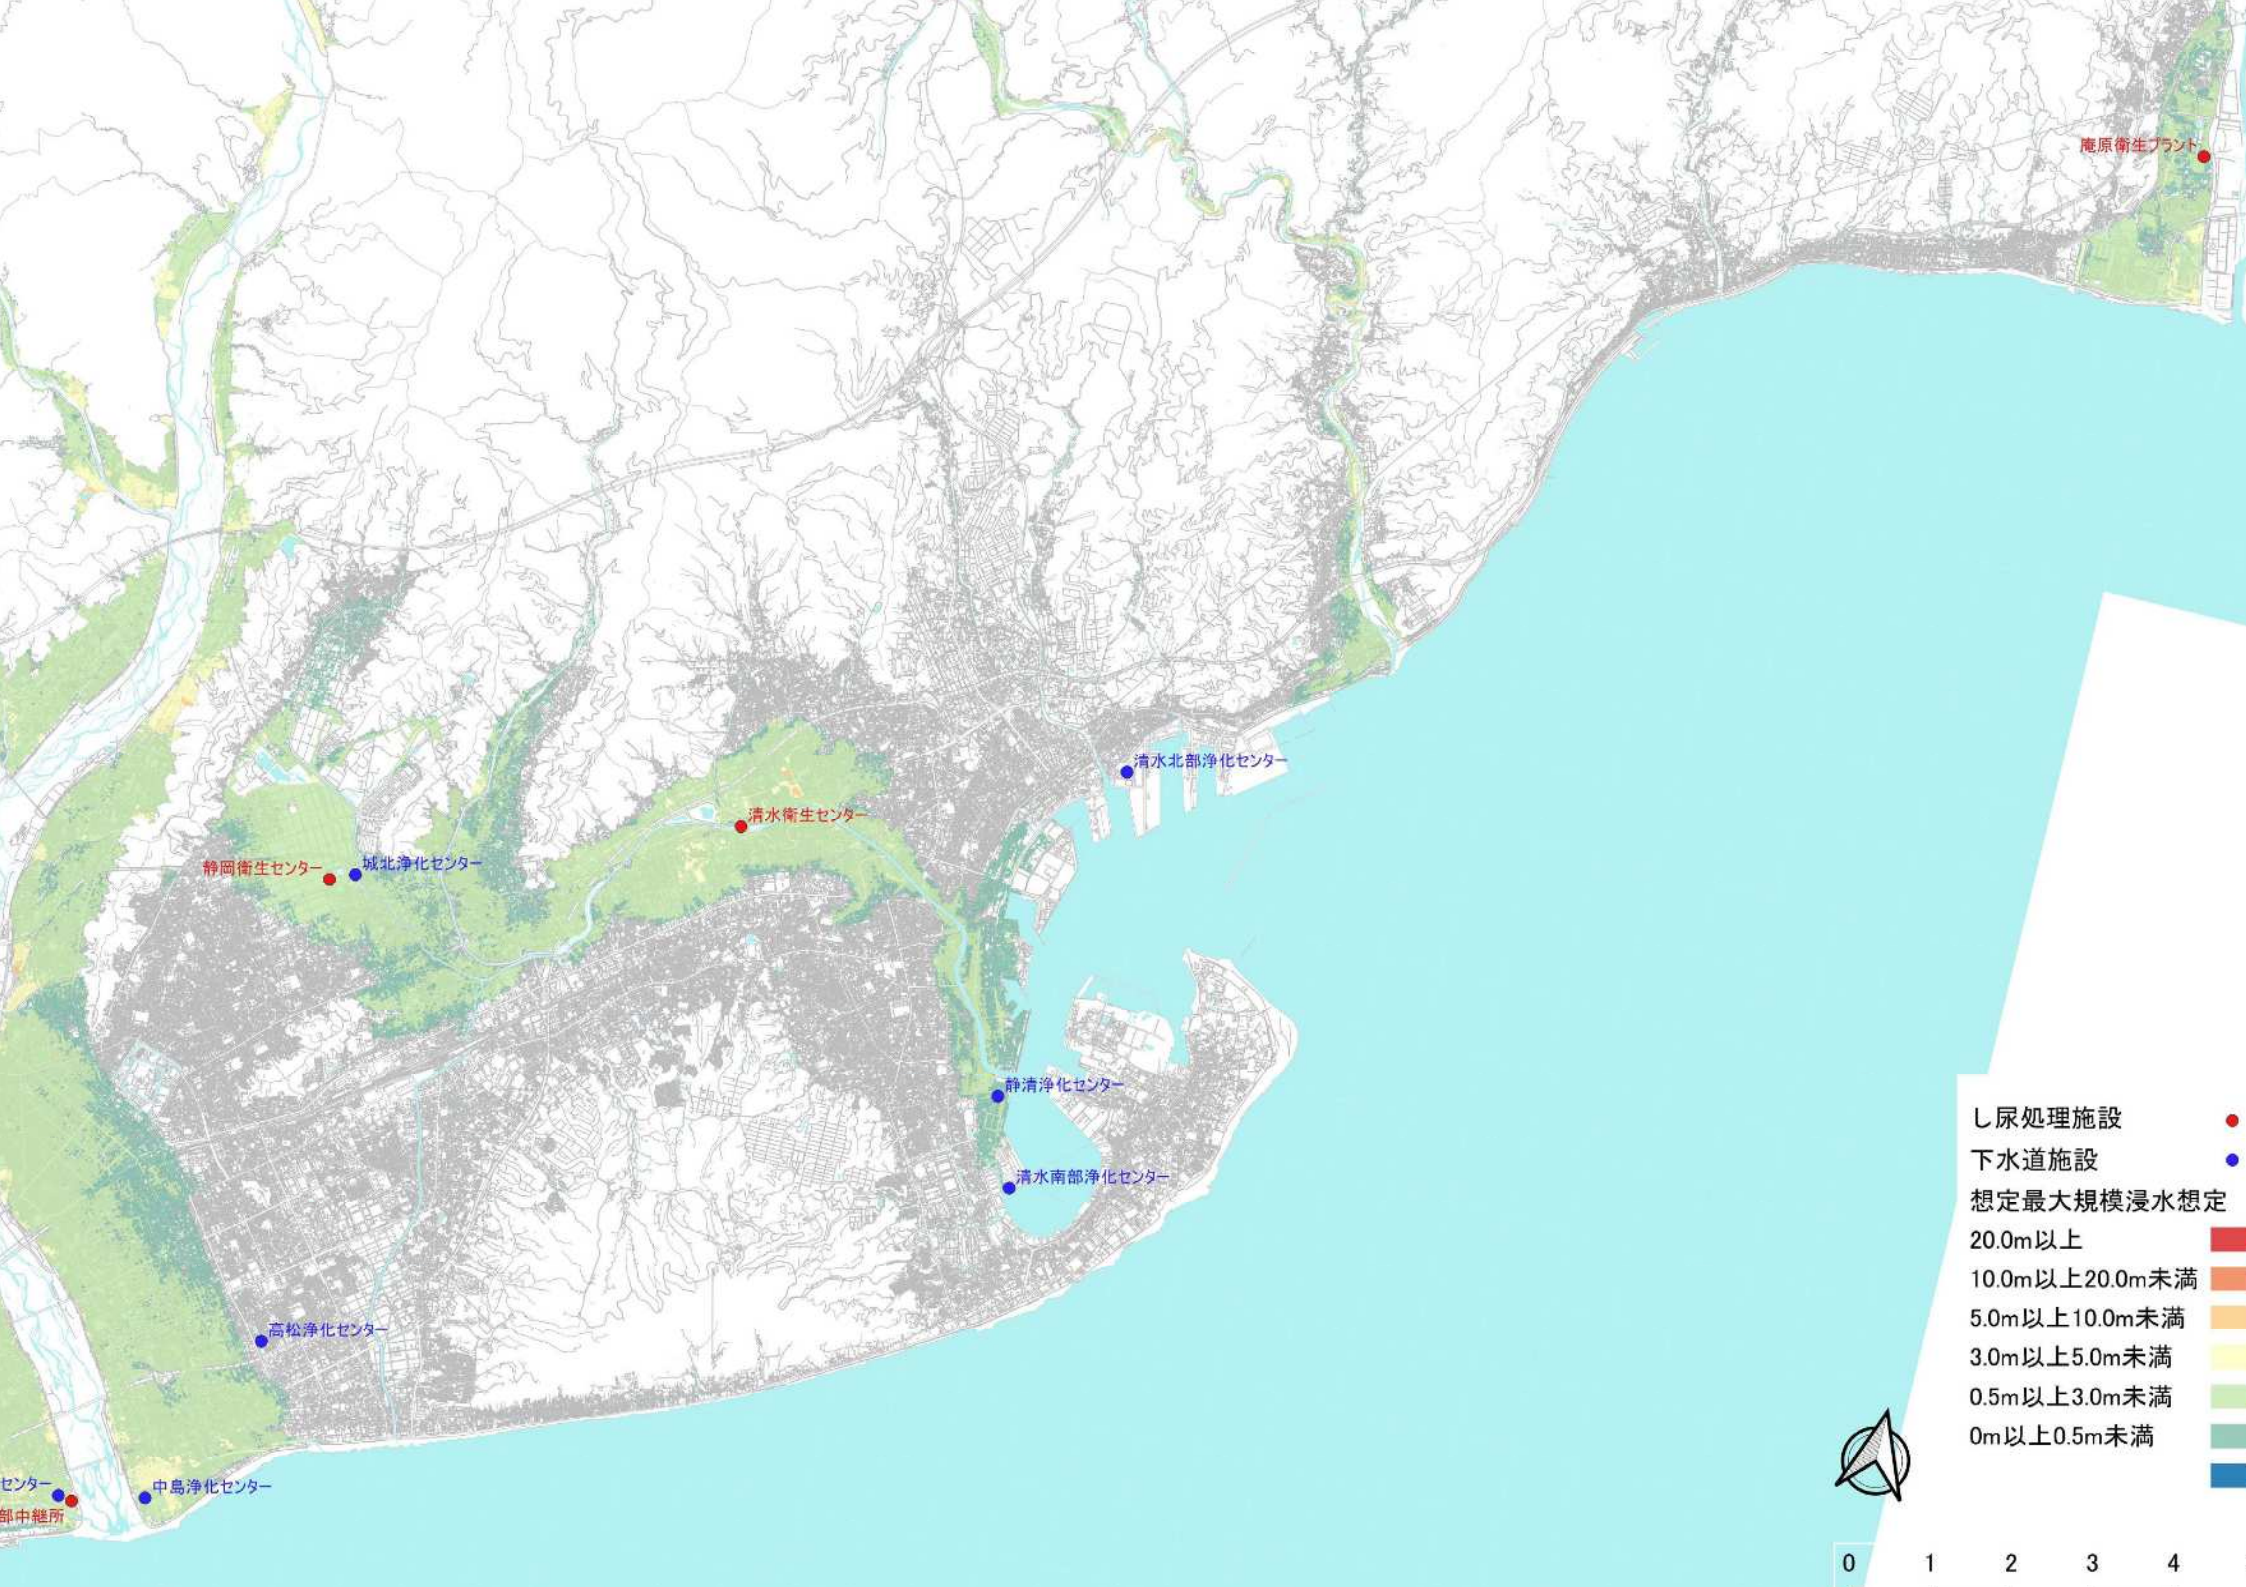 庵原衛生プラント
清水北部浄化センター
清水衛生センター
静岡衛生センター
城北浄化センター
静清浄化センター
清水南部浄化センター
高松浄化センター
センター
中島浄化センター
部中継所
し尿処理施設
下水道施設
想定最大規模浸水想定
20.0m以上
10.0m以上20.0m未満
5.0m以上10.0m未満
3.0m以上5.0m未満
0.5m以上3.0m未満
0m以上0.5m未満
0 1 2 3 4